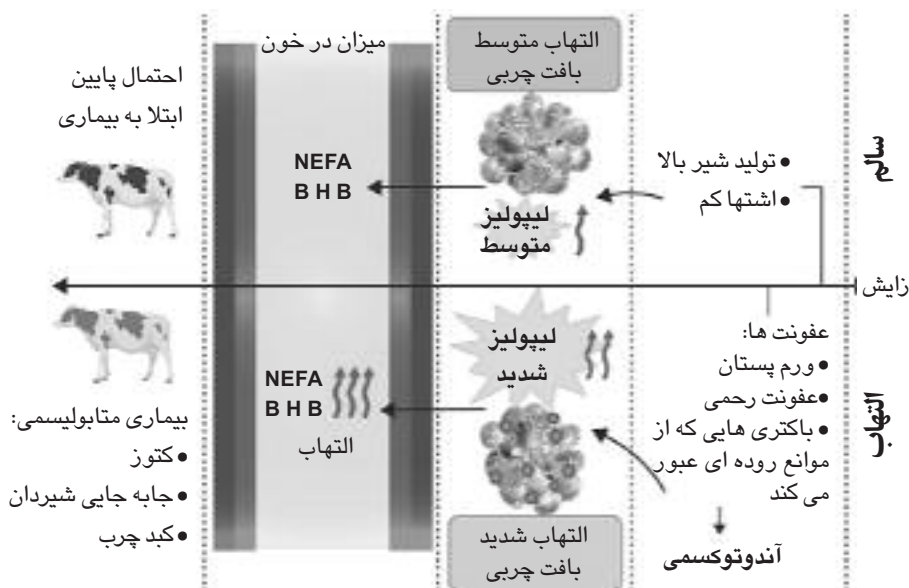 سالم
• تولید شیر بالا
• اشتها کم
التهاب متوسط
بافت چربی
لیپولیز
متوسط
میزان در خون
NEFA
B H B
احتمال پایین
ابتلا به بیماری
زایش
التهاب
عفونت ها:
• ورم پستان
• عفونت رحمی
• باکتری هایی که از
موانع روده ای عبور
می کند
آندوتوکسمی
لیپولیز
شدید
التهاب شدید
بافت چربی
NEFA
B H B
التهاب
بیماری متابولیسمی:
• کتوز
• جابه جایی شیردان
• کبد چرب